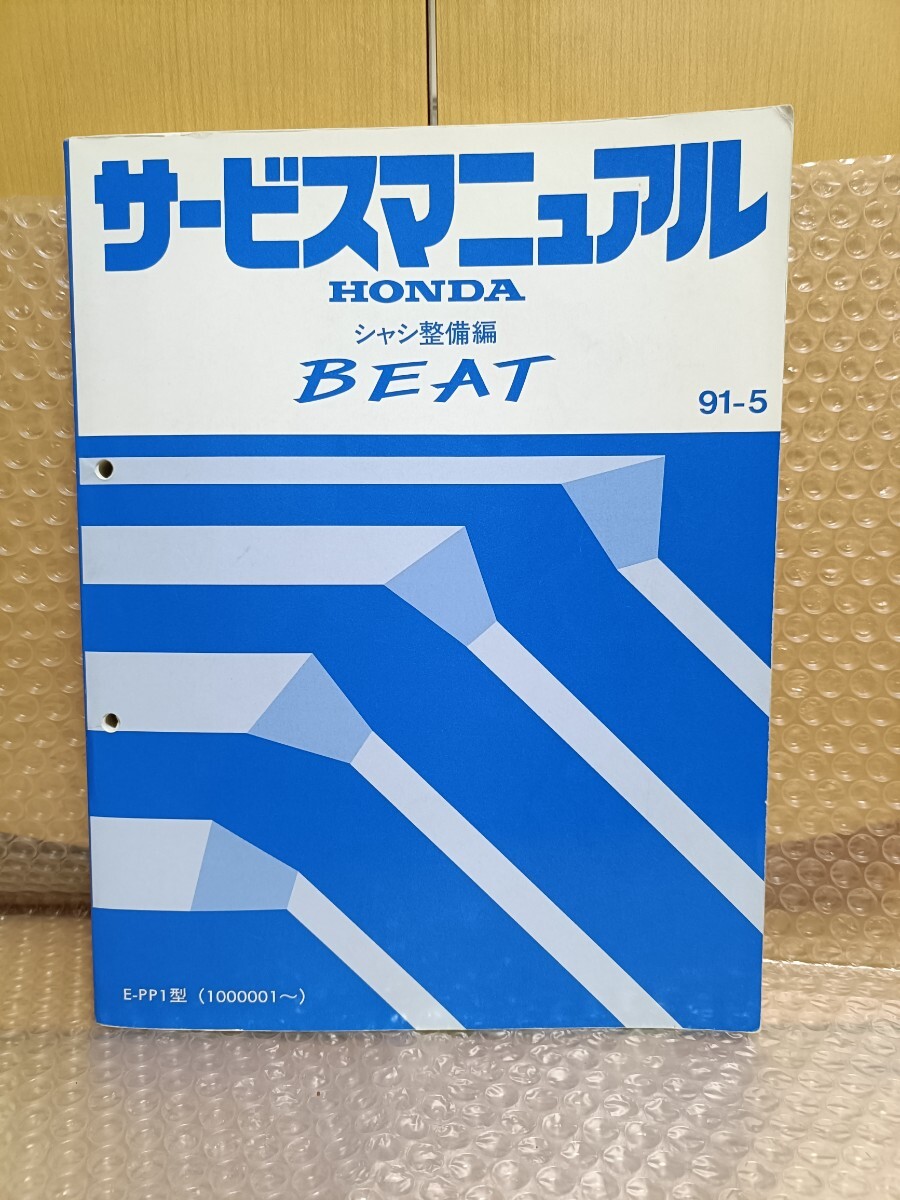 サービスマニュアル
HONDA
シャシ整備編
BEAT
91-5
E-PP1型（1000001〜）